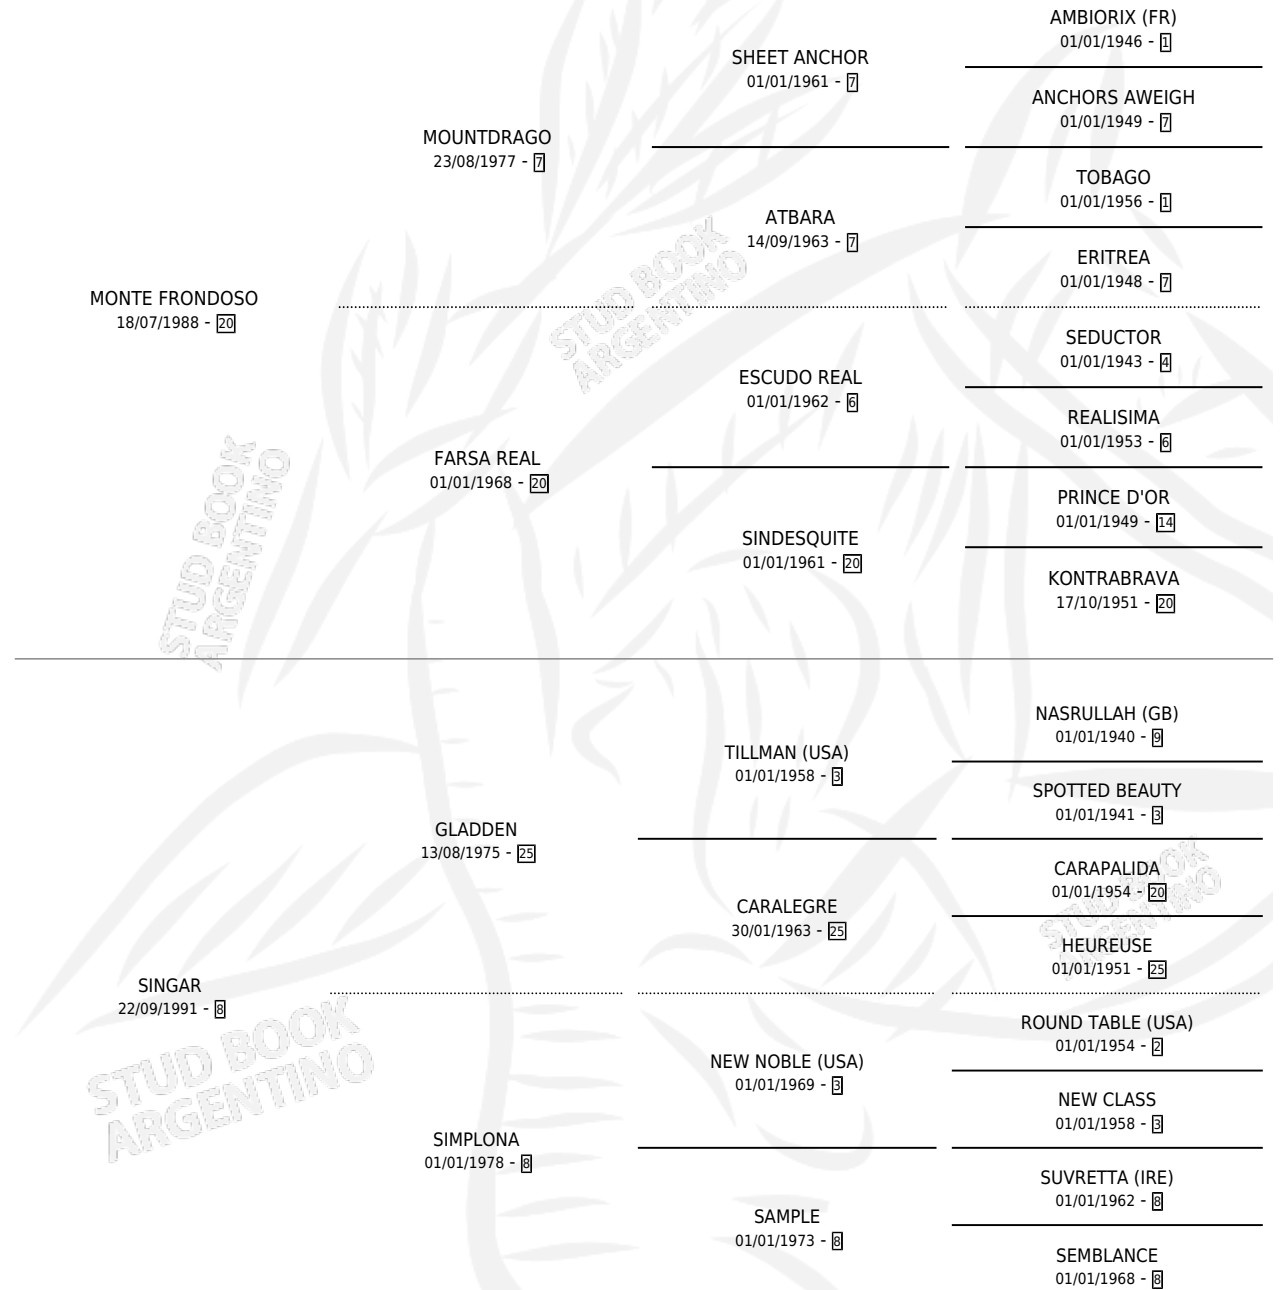 AMBIORIX (FR)
01/01/1946 - 1
SHEET ANCHOR
01/01/1961 - 7
ANCHORS AWEIGH
01/01/1949 - 7
MOUNTDRAGO
23/08/1977 - 7
TOBAGO
01/01/1956 - 1
ATBARA
14/09/1963 - 7
ERITREA
01/01/1948 - 7
MONTE FRONDOSO
18/07/1988 - 20
SEDUCTOR
01/01/1943 - 4
ESCUDO REAL
01/01/1962 - 6
REALISIMA
01/01/1953 - 6
FARSA REAL
01/01/1968 - 20
PRINCE D'OR
01/01/1949 - 14
SINDESQUITE
01/01/1961 - 20
KONTRABRAVA
17/10/1951 - 20
NASRULLAH (GB)
01/01/1940 - 9
TILLMAN (USA)
01/01/1958 - 3
SPOTTED BEAUTY
01/01/1941 - 3
GLADDEN
13/08/1975 - 25
CARAPALIDA
01/01/1954 - 20
CARALEGRE
30/01/1963 - 25
HEUREUSE
01/01/1951 - 25
SINGAR
22/09/1991 - 8
ROUND TABLE (USA)
01/01/1954 - 2
NEW NOBLE (USA)
01/01/1969 - 3
NEW CLASS
01/01/1958 - 3
SIMPLONA
01/01/1978 - 8
SUVRETTA (IRE)
01/01/1962 - 8
SAMPLE
01/01/1973 - 8
SEMBLANCE
01/01/1968 - 8
STUD BOOK
ARGENTINO
STUD BOOK
ARGENTINO
STUD BOOK
ARGENTINO
STUD BOOK
ARGENTINO